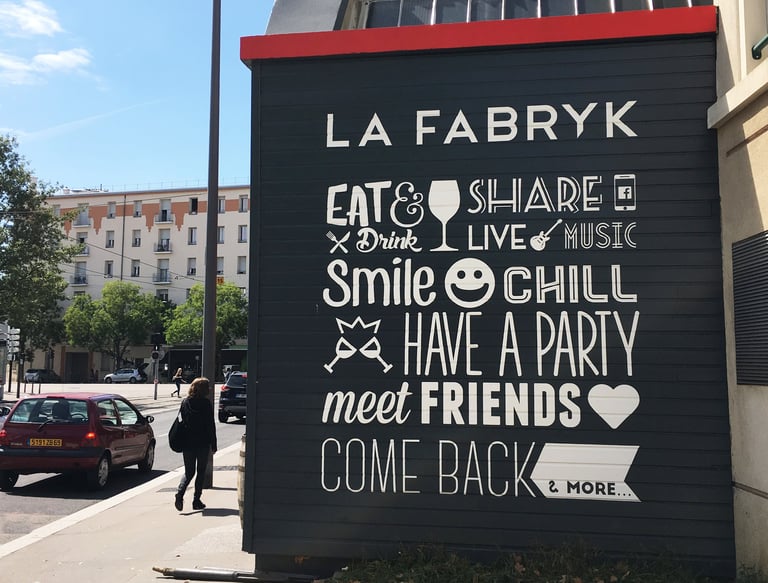 LA FABRYK
EAT & SHARE f
Drink LIVE MUSIC
Smile CHILL
HAVE A PARTY
meet FRIENDS
COME BACK
& MORE...